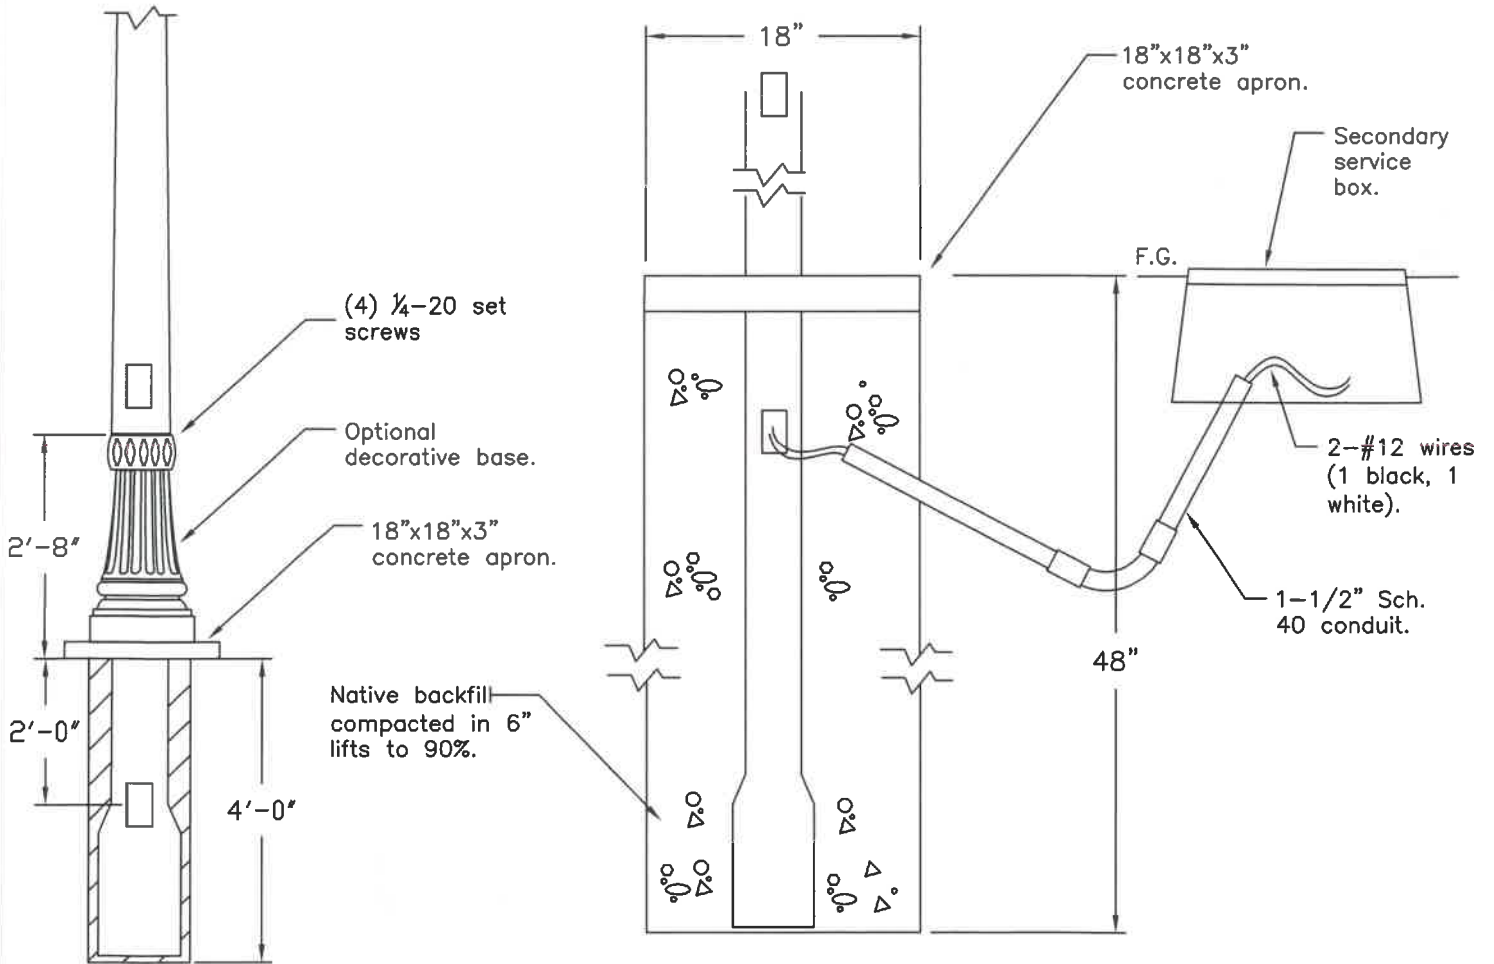 18"
18"x18"x3"
concrete apron.
Secondary
service
box.
F.G.
(4) ¼-20 set
screws
Optional
decorative base.
2'-8"
18"x18"x3"
concrete apron.
2-#12 wires
(1 black, 1
white).
1-1/2" Sch.
40 conduit.
48"
Native backfill
compacted in 6"
lifts to 90%.
2'-0"
4'-0"